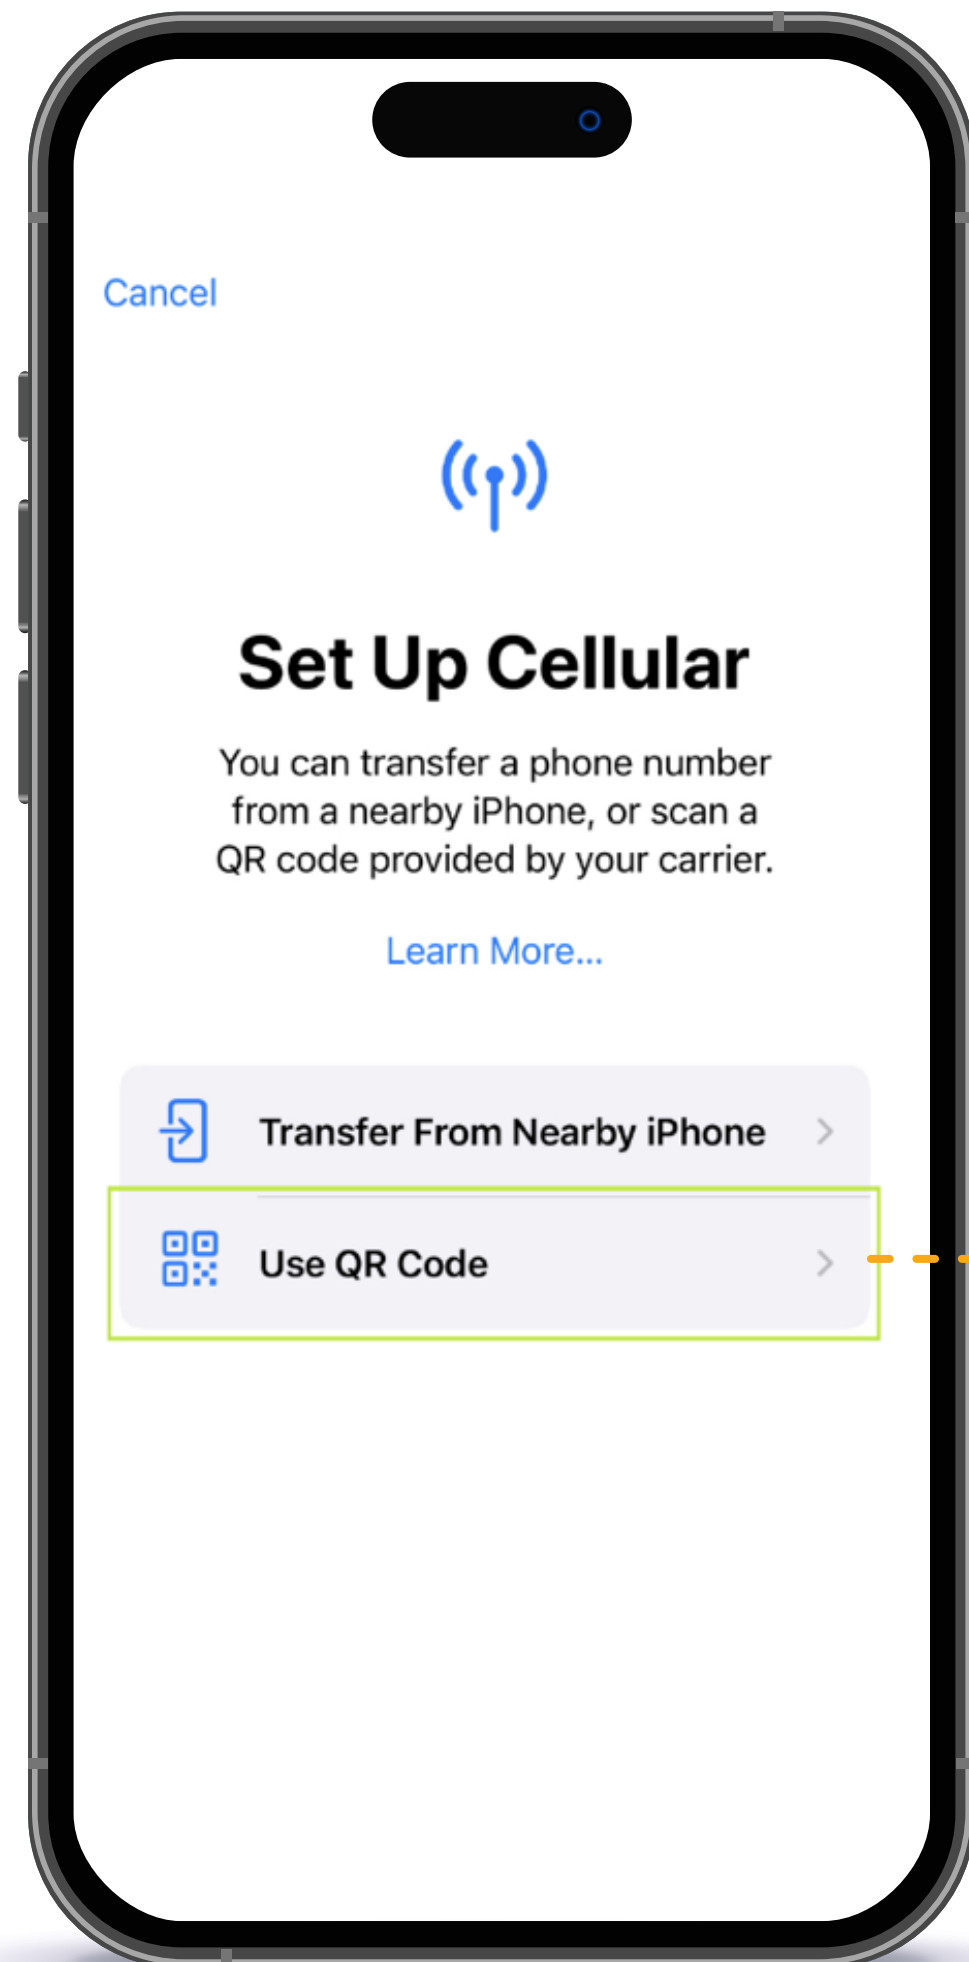 Cancel
Set Up Cellular
You can transfer a phone number
from a nearby iPhone, or scan a
QR code provided by your carrier.
Learn More...
Transfer From Nearby iPhone
Use QR Code